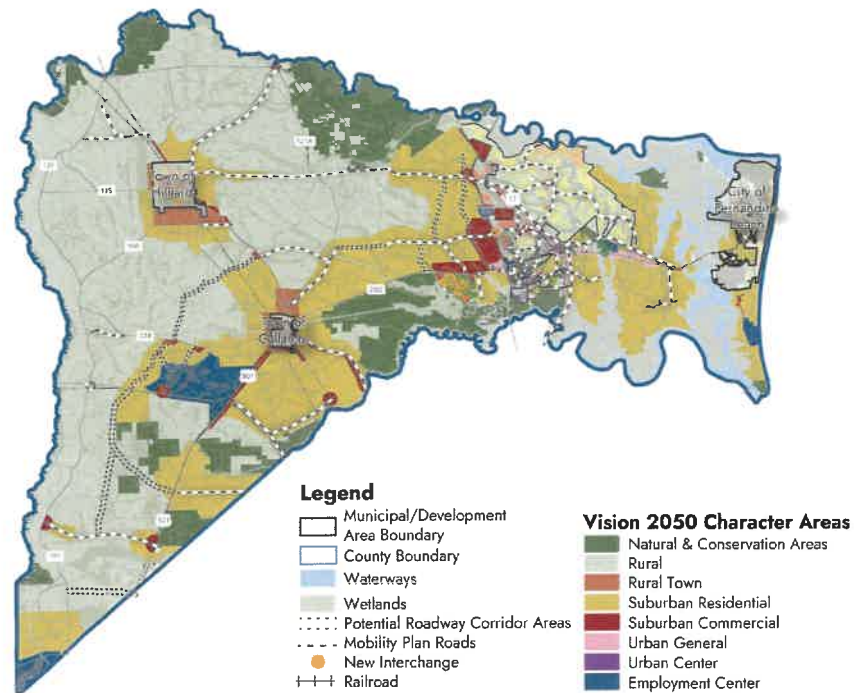 115
City of
200
301
Legend
Municipal/Development
Area Boundary
County Boundary
Waterways
Wetlands
Potential Roadway Corridor Areas
Mobility Plan Roads
New Interchange
Railroad
Vision 2050 Character Areas
Natural & Conservation Areas
Rural
Rural Town
Suburban Residential
Suburban Commercial
Urban General
Urban Center
Employment Center